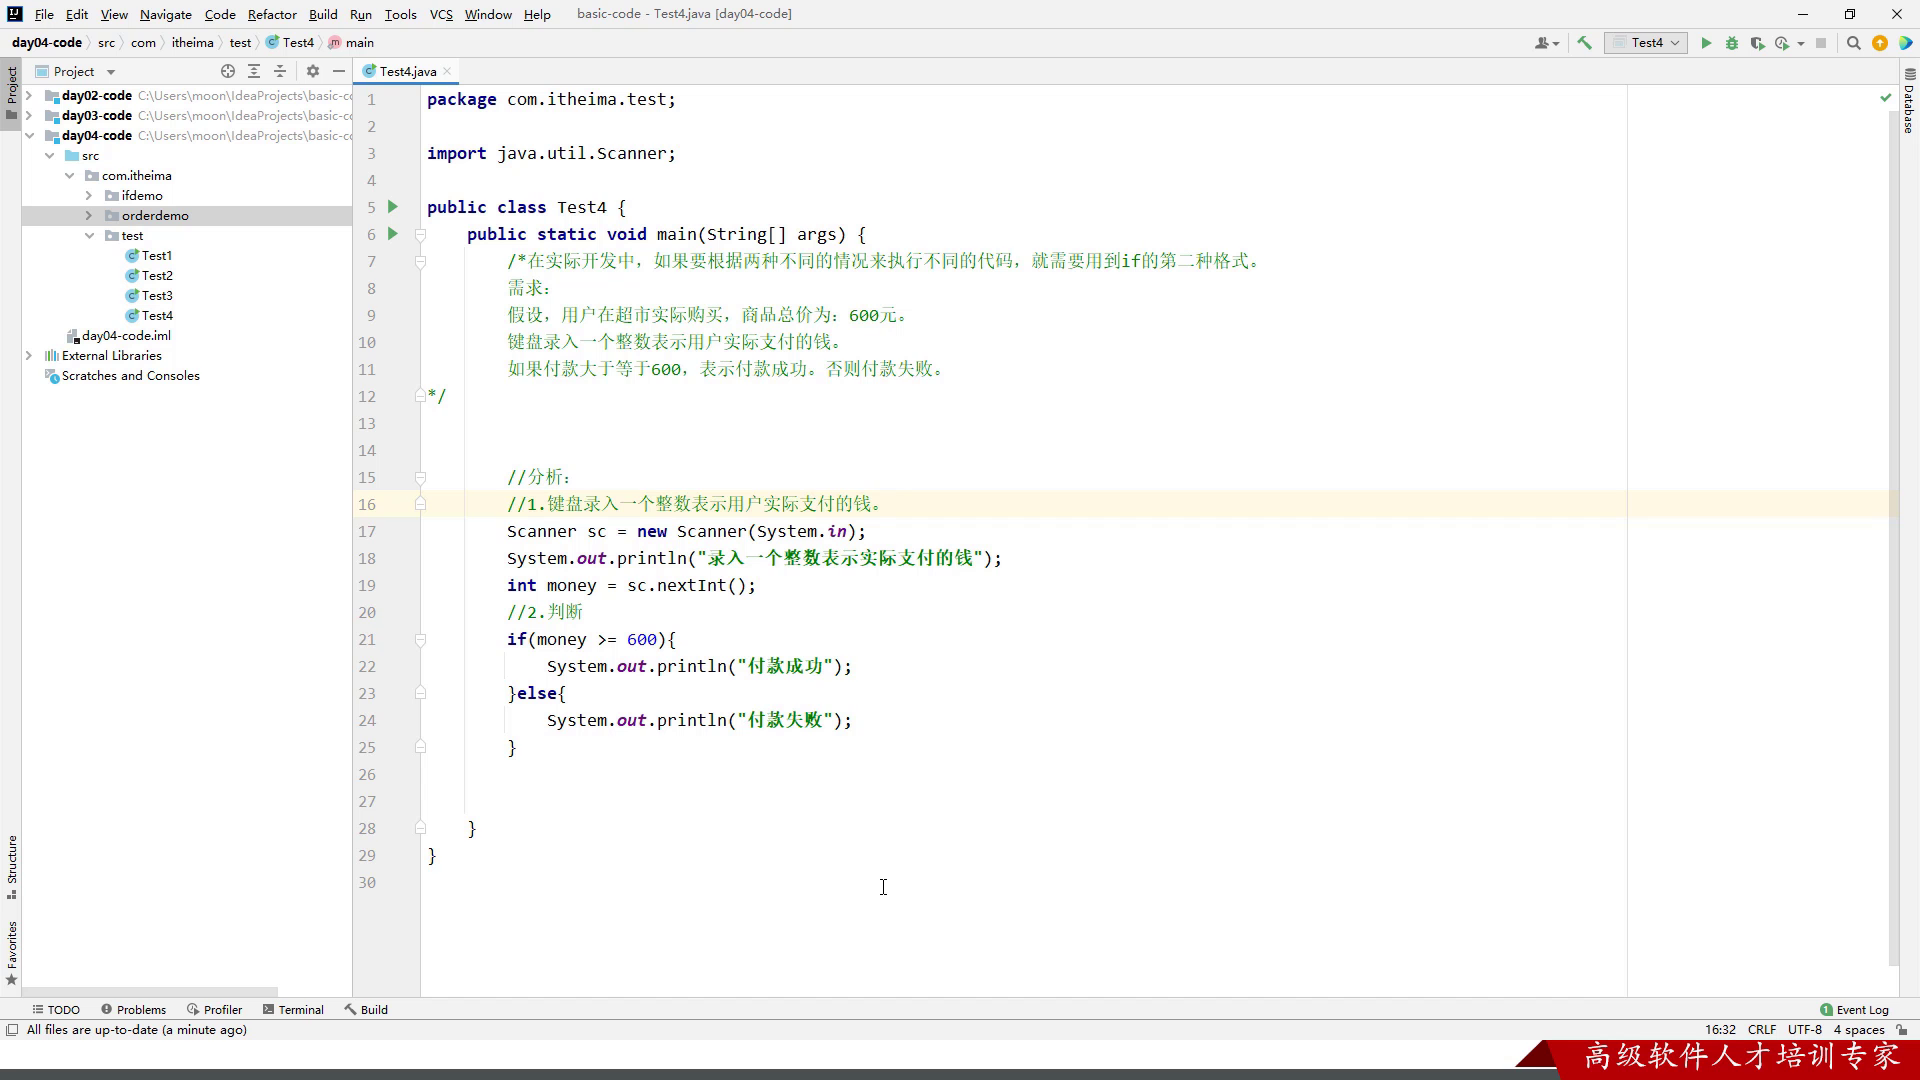 File Edit View Navigate Code Refactor Build Run Tools VCS Window Help basic-code - Test4.java [day04-code]
day04-code src com itheima test Test4 main
Test4
Project
Test4.java
Project
day02-code C:\Users\moon\IdeaProjects\basic-co
day03-code C:\Users\moon\IdeaProjects\basic-co
day04-code C:\Users\moon\IdeaProjects\basic-co
src
com.itheima
ifdemo
orderdemo
test
Test1
Test2
Test3
Test4
day04-code.iml
External Libraries
Scratches and Consoles
Structure
Favorites
1 package com.itheima.test;
2
3 import java.util.Scanner;
4
5 public class Test4 {
6 public static void main(String[] args) {
7 /*在实际开发中，如果要根据两种不同的情况来执行不同的代码，就需要用到if的第二种格式。
8 需求：
9 假设，用户在超市实际购买，商品总价为：600元。
10 键盘录入一个整数表示用户实际支付的钱。
11 如果付款大于等于600，表示付款成功。否则付款失败。
12 */
13
14
15 //分析：
16 //1.键盘录入一个整数表示用户实际支付的钱。
17 Scanner sc = new Scanner(System.in);
18 System.out.println("录入一个整数表示实际支付的钱");
19 int money = sc.nextInt();
20 //2.判断
21 if(money >= 600){
22 System.out.println("付款成功");
23 }else{
24 System.out.println("付款失败");
25 }
26
27
28 }
29 }
30
Database
TODO Problems Profiler Terminal Build
1 Event Log
All files are up-to-date (a minute ago)
16:32 CRLF UTF-8 4 spaces
高级软件人才培训专家